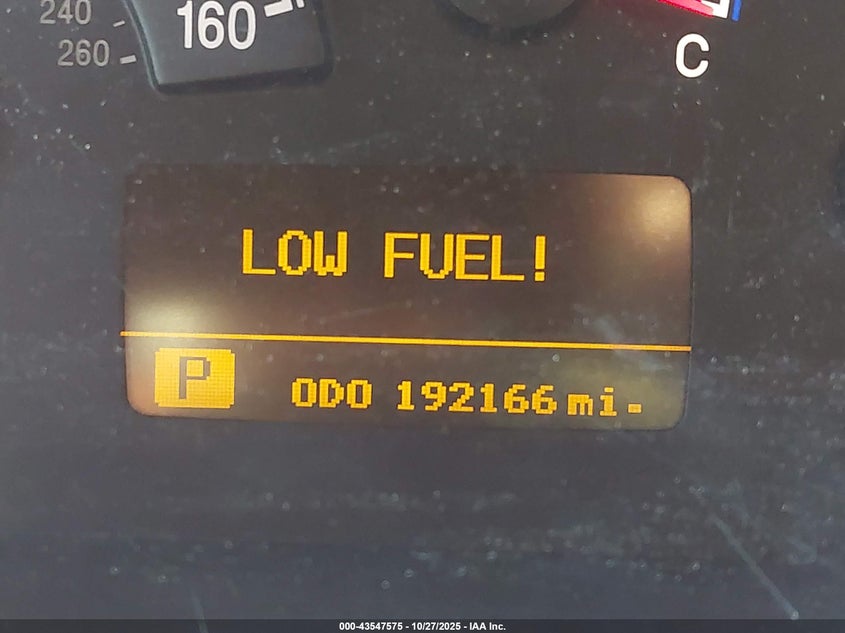 240
260
160
C
LOW FUEL!
P ODO 192166 mi.
000-43547575 - 10/27/2025 - IAA Inc.